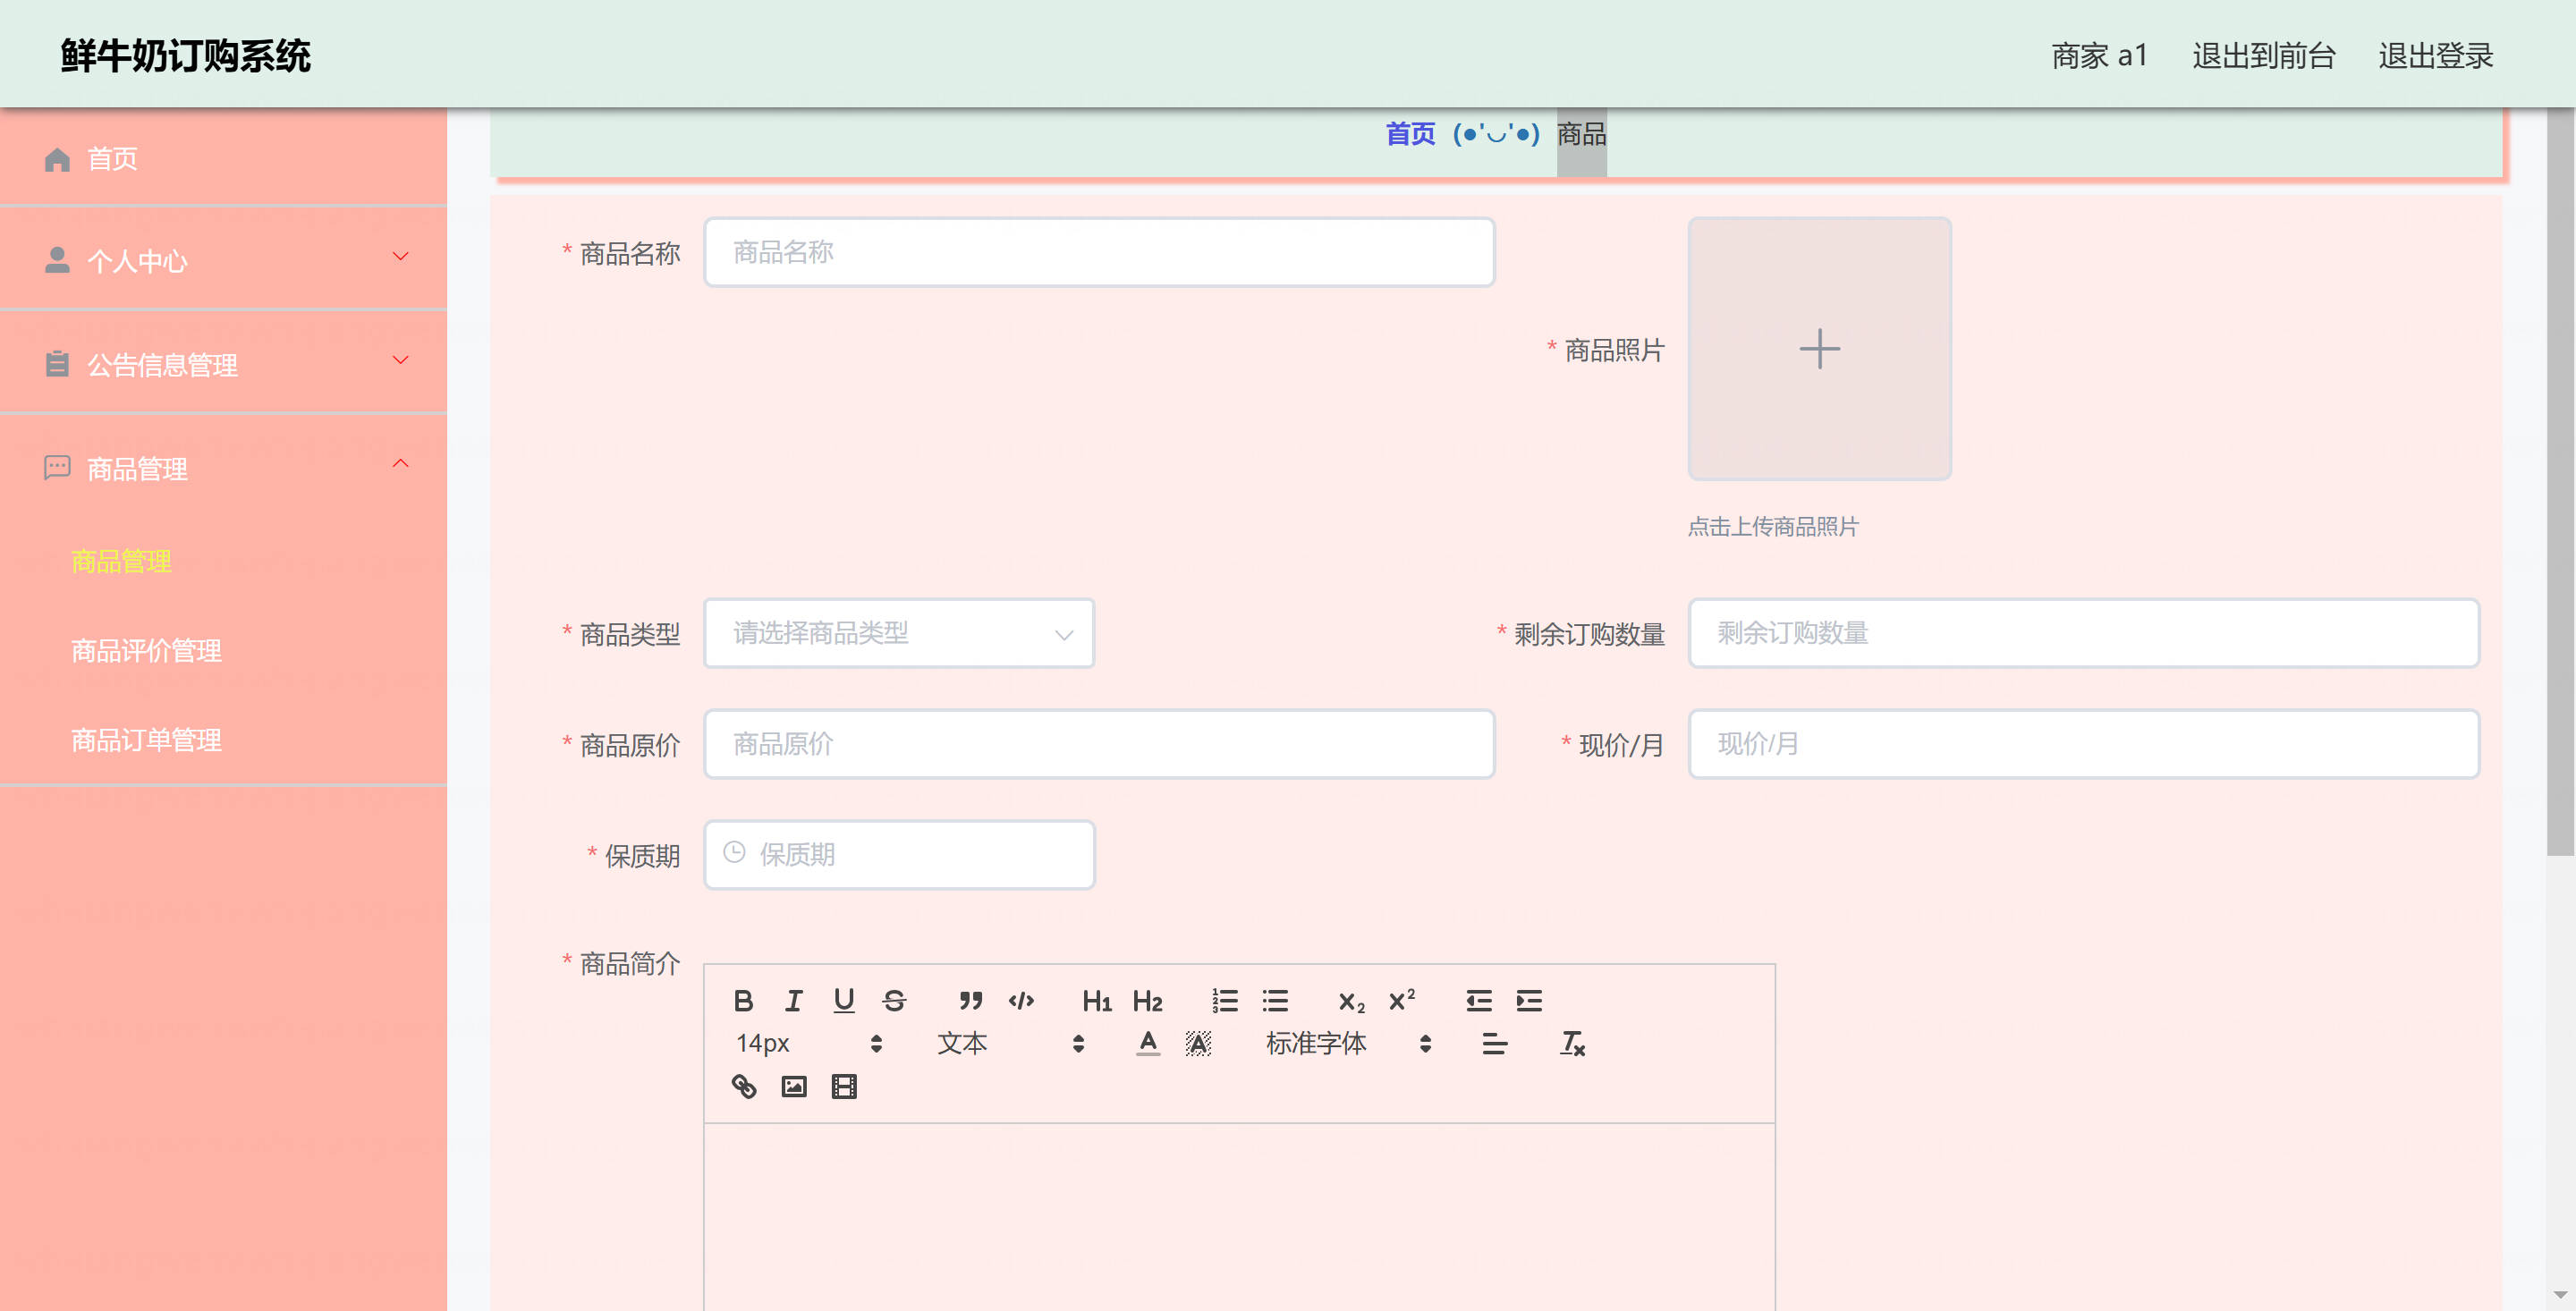 鲜牛奶订购系统
商家 a1 退出到前台 退出登录
首页 (●'◡'●) 商品
首页
个人中心
公告信息管理
商品管理
商品管理
商品评价管理
商品订单管理
* 商品名称 商品名称
* 商品照片
点击上传商品照片
* 商品类型 请选择商品类型
* 剩余订购数量 剩余订购数量
* 商品原价 商品原价
* 现价/月 现价/月
* 保质期 保质期
* 商品简介
14px 文本 标准字体